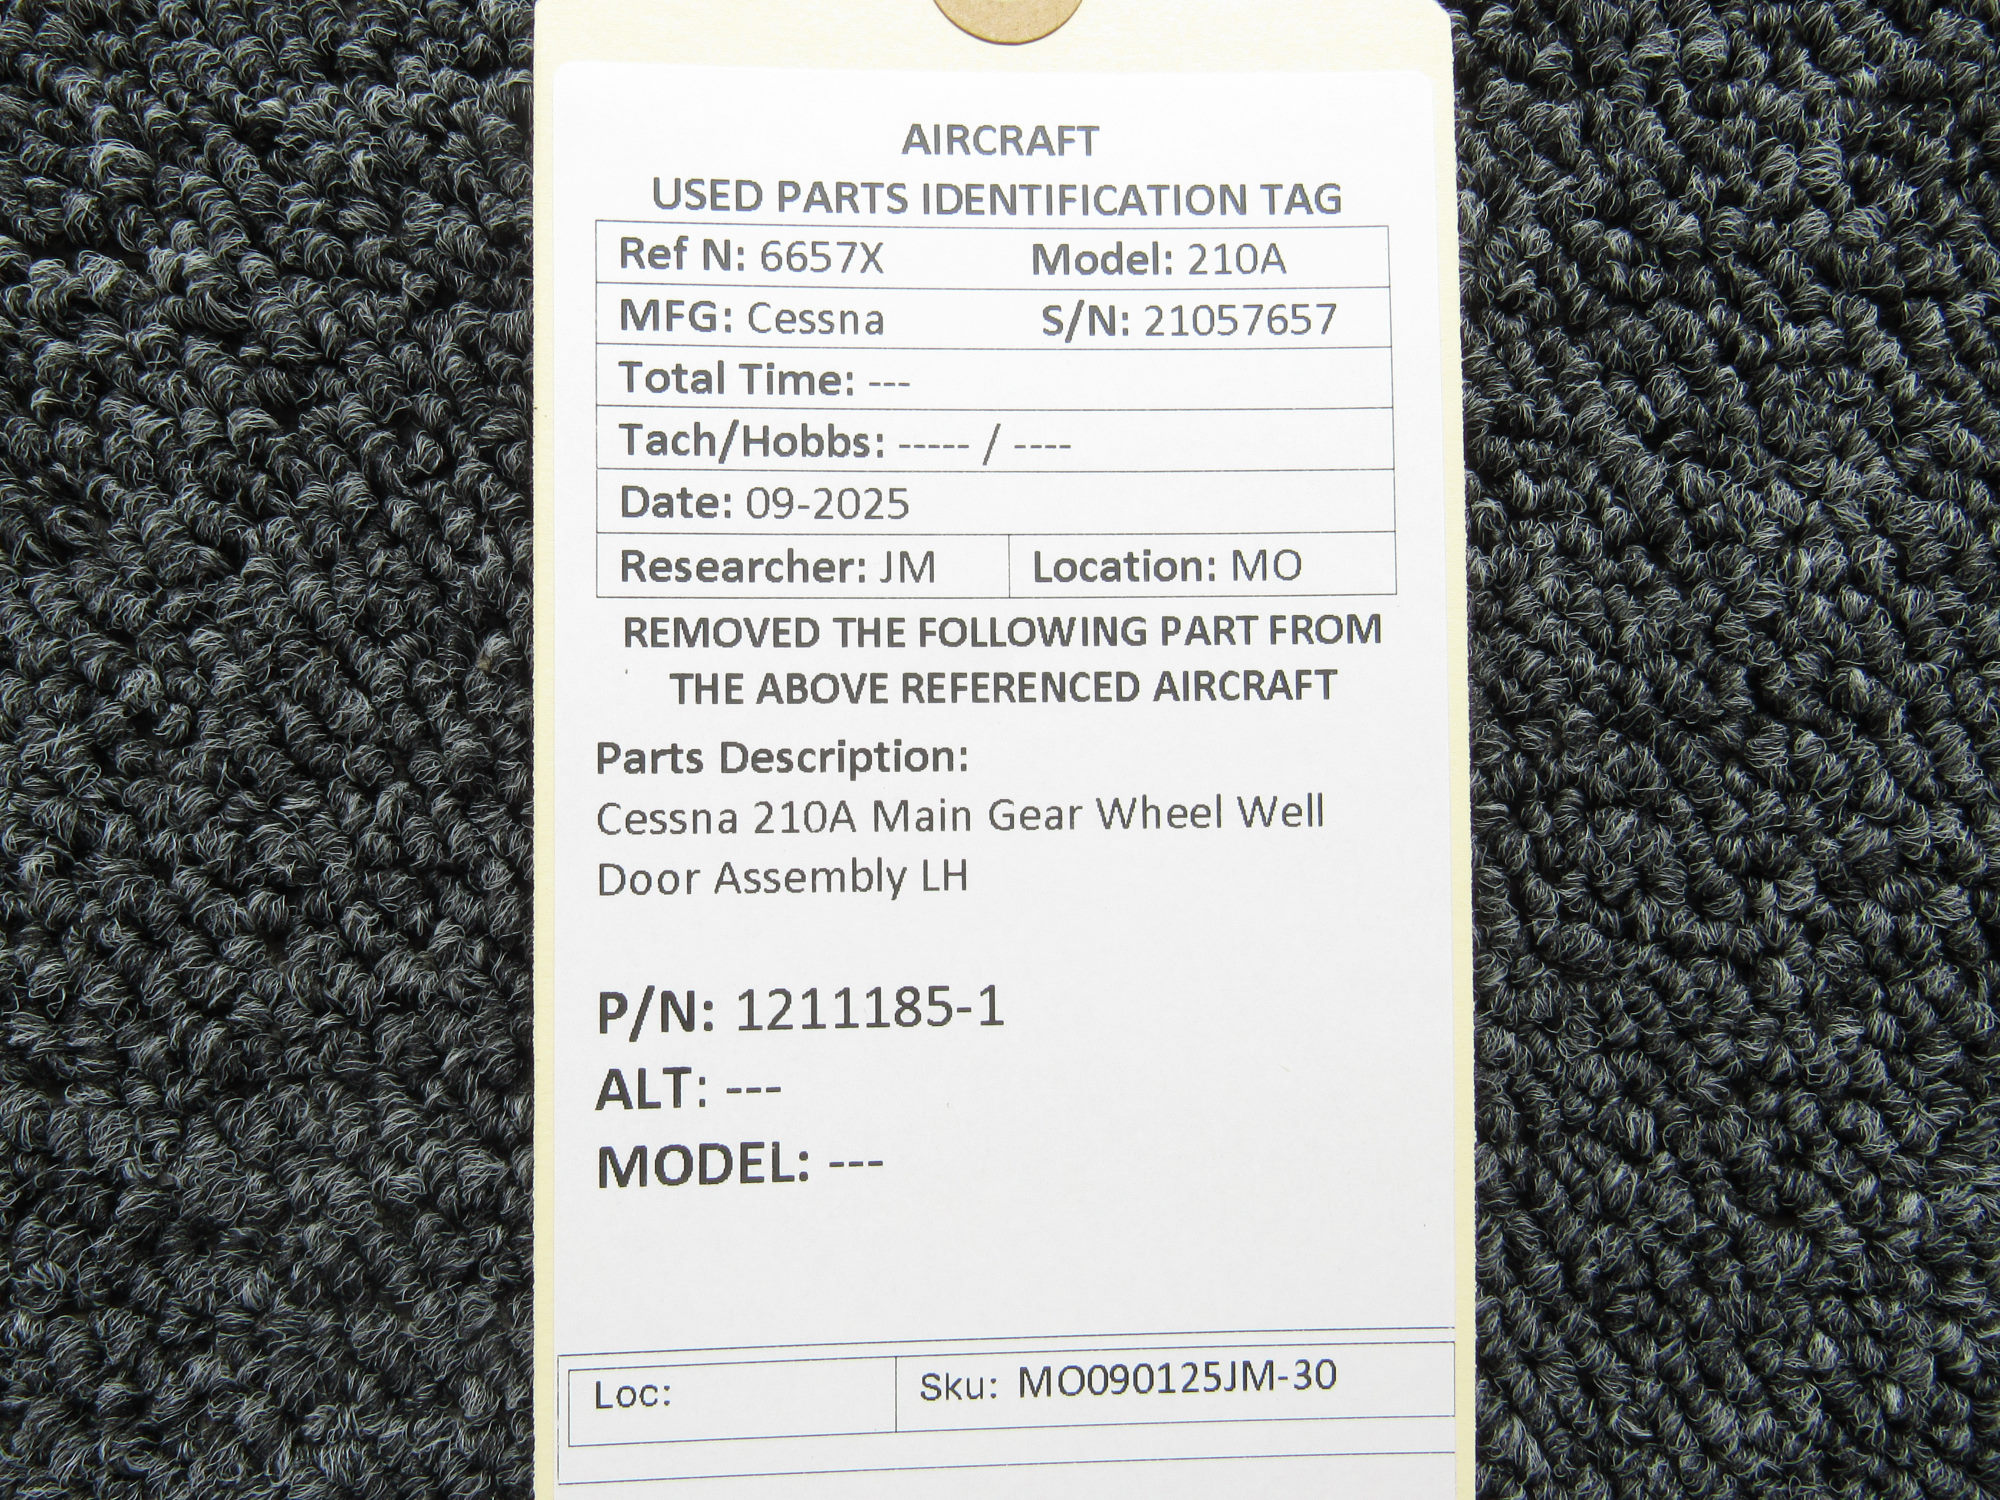 AIRCRAFT
USED PARTS IDENTIFICATION TAG
Ref N: 6657X Model: 210A
MFG: Cessna S/N: 21057657
Total Time: ---
Tach/Hobbs: ----- / ----
Date: 09-2025
Researcher: JM Location: MO
REMOVED THE FOLLOWING PART FROM
THE ABOVE REFERENCED AIRCRAFT
Parts Description:
Cessna 210A Main Gear Wheel Well
Door Assembly LH
P/N: 1211185-1
ALT: ---
MODEL: ---
Loc: Sku: MO090125JM-30